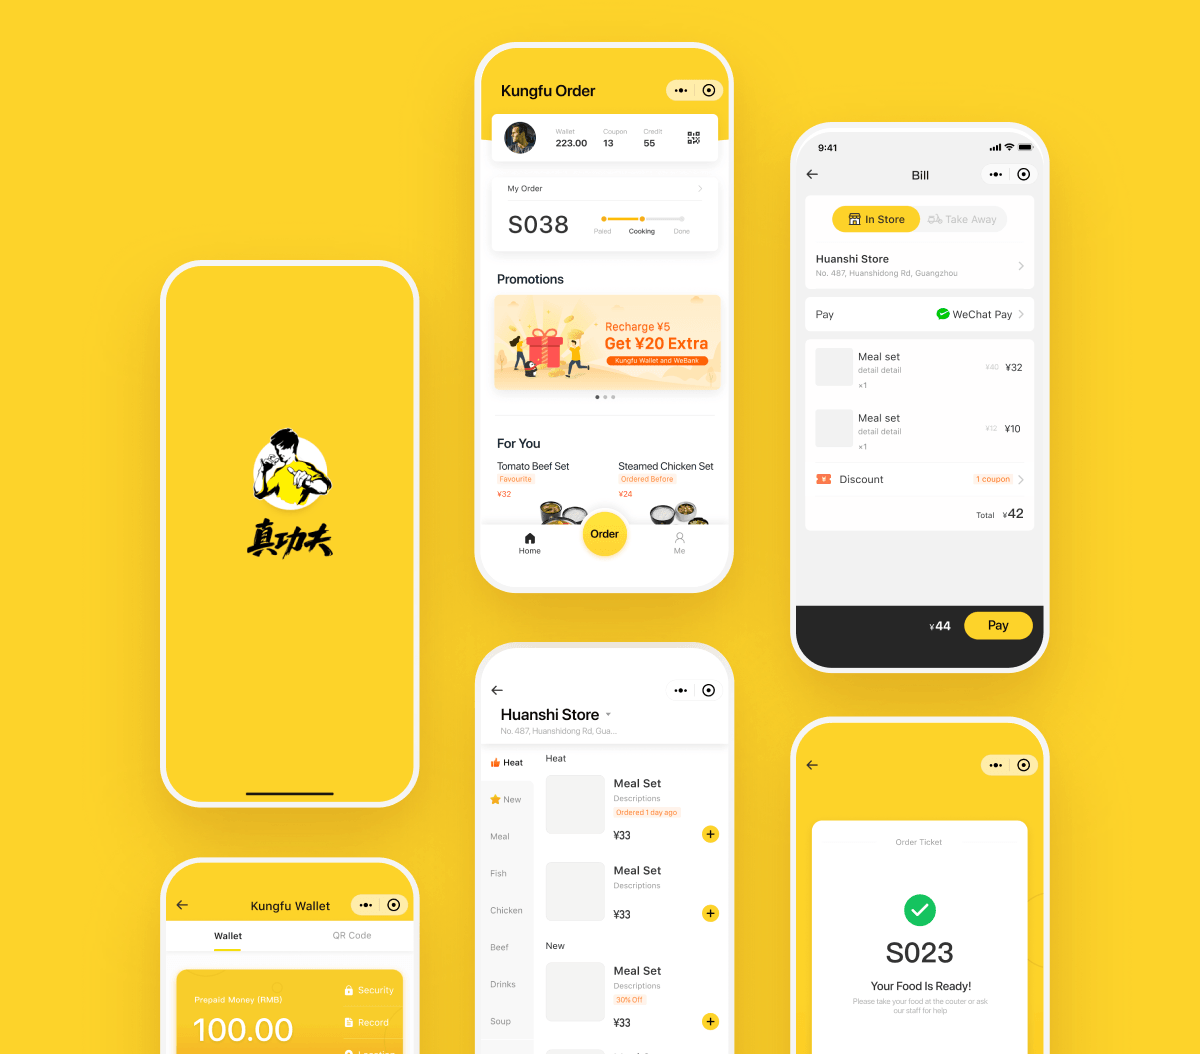 真功夫
Kungfu Order
Wallet Coupon Credit
223.00 13 55
My Order
S038
Paied Cooking Done
Promotions
Recharge ¥5
Get ¥20 Extra
Kungfu Wallet and WeBank
For You
Tomato Beef Set Steamed Chicken Set
Favourite Ordered Before
¥32 ¥24
Order
Home Me
9:41
Bill
In Store Take Away
Huanshi Store
No. 487, Huanshidong Rd, Guangzhou
Pay WeChat Pay
Meal set
detail detail ¥40 ¥32
×1
Meal set
detail detail ¥12 ¥10
×1
¥ Discount 1 coupon
Total ¥42
¥44 Pay
Kungfu Wallet
Wallet QR Code
Prepaid Money (RMB)
100.00
Security
Record
Location
Huanshi Store
No. 487, Huanshidong Rd, Gua...
Heat
New
Meal
Fish
Chicken
Beef
Drinks
Soup
Heat
Meal Set
Descriptions
Ordered 1 day ago
¥33
Meal Set
Descriptions
¥33
New
Meal Set
Descriptions
30% Off
¥33
Order Ticket
S023
Your Food Is Ready!
Please take your food at the couter or ask
our staff for help